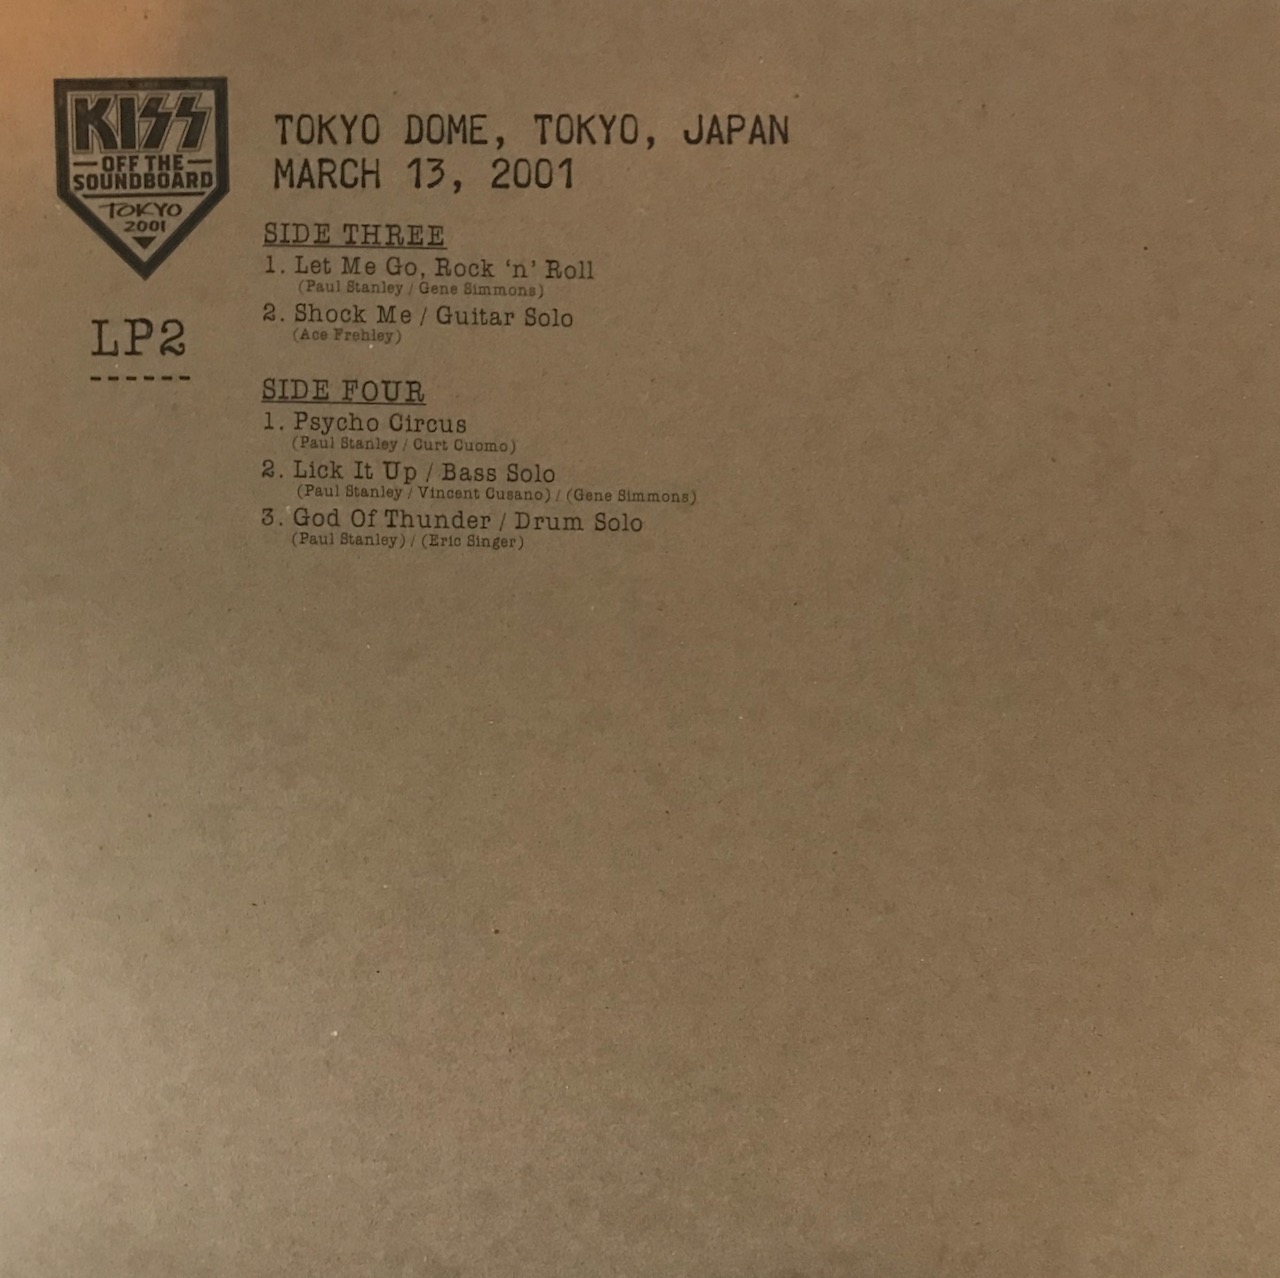 KISS
OFF THE
SOUNDBOARD
TOKYO
2001
LP2
------
TOKYO DOME, TOKYO, JAPAN
MARCH 13, 2001
SIDE THREE
1. Let Me Go, Rock ‘n’ Roll
(Paul Stanley / Gene Simmons)
2. Shock Me / Guitar Solo
(Ace Frehley)
SIDE FOUR
1. Psycho Circus
(Paul Stanley / Curt Cuomo)
2. Lick It Up / Bass Solo
(Paul Stanley / Vincent Cusano) / (Gene Simmons)
3. God Of Thunder / Drum Solo
(Paul Stanley) / (Eric Singer)